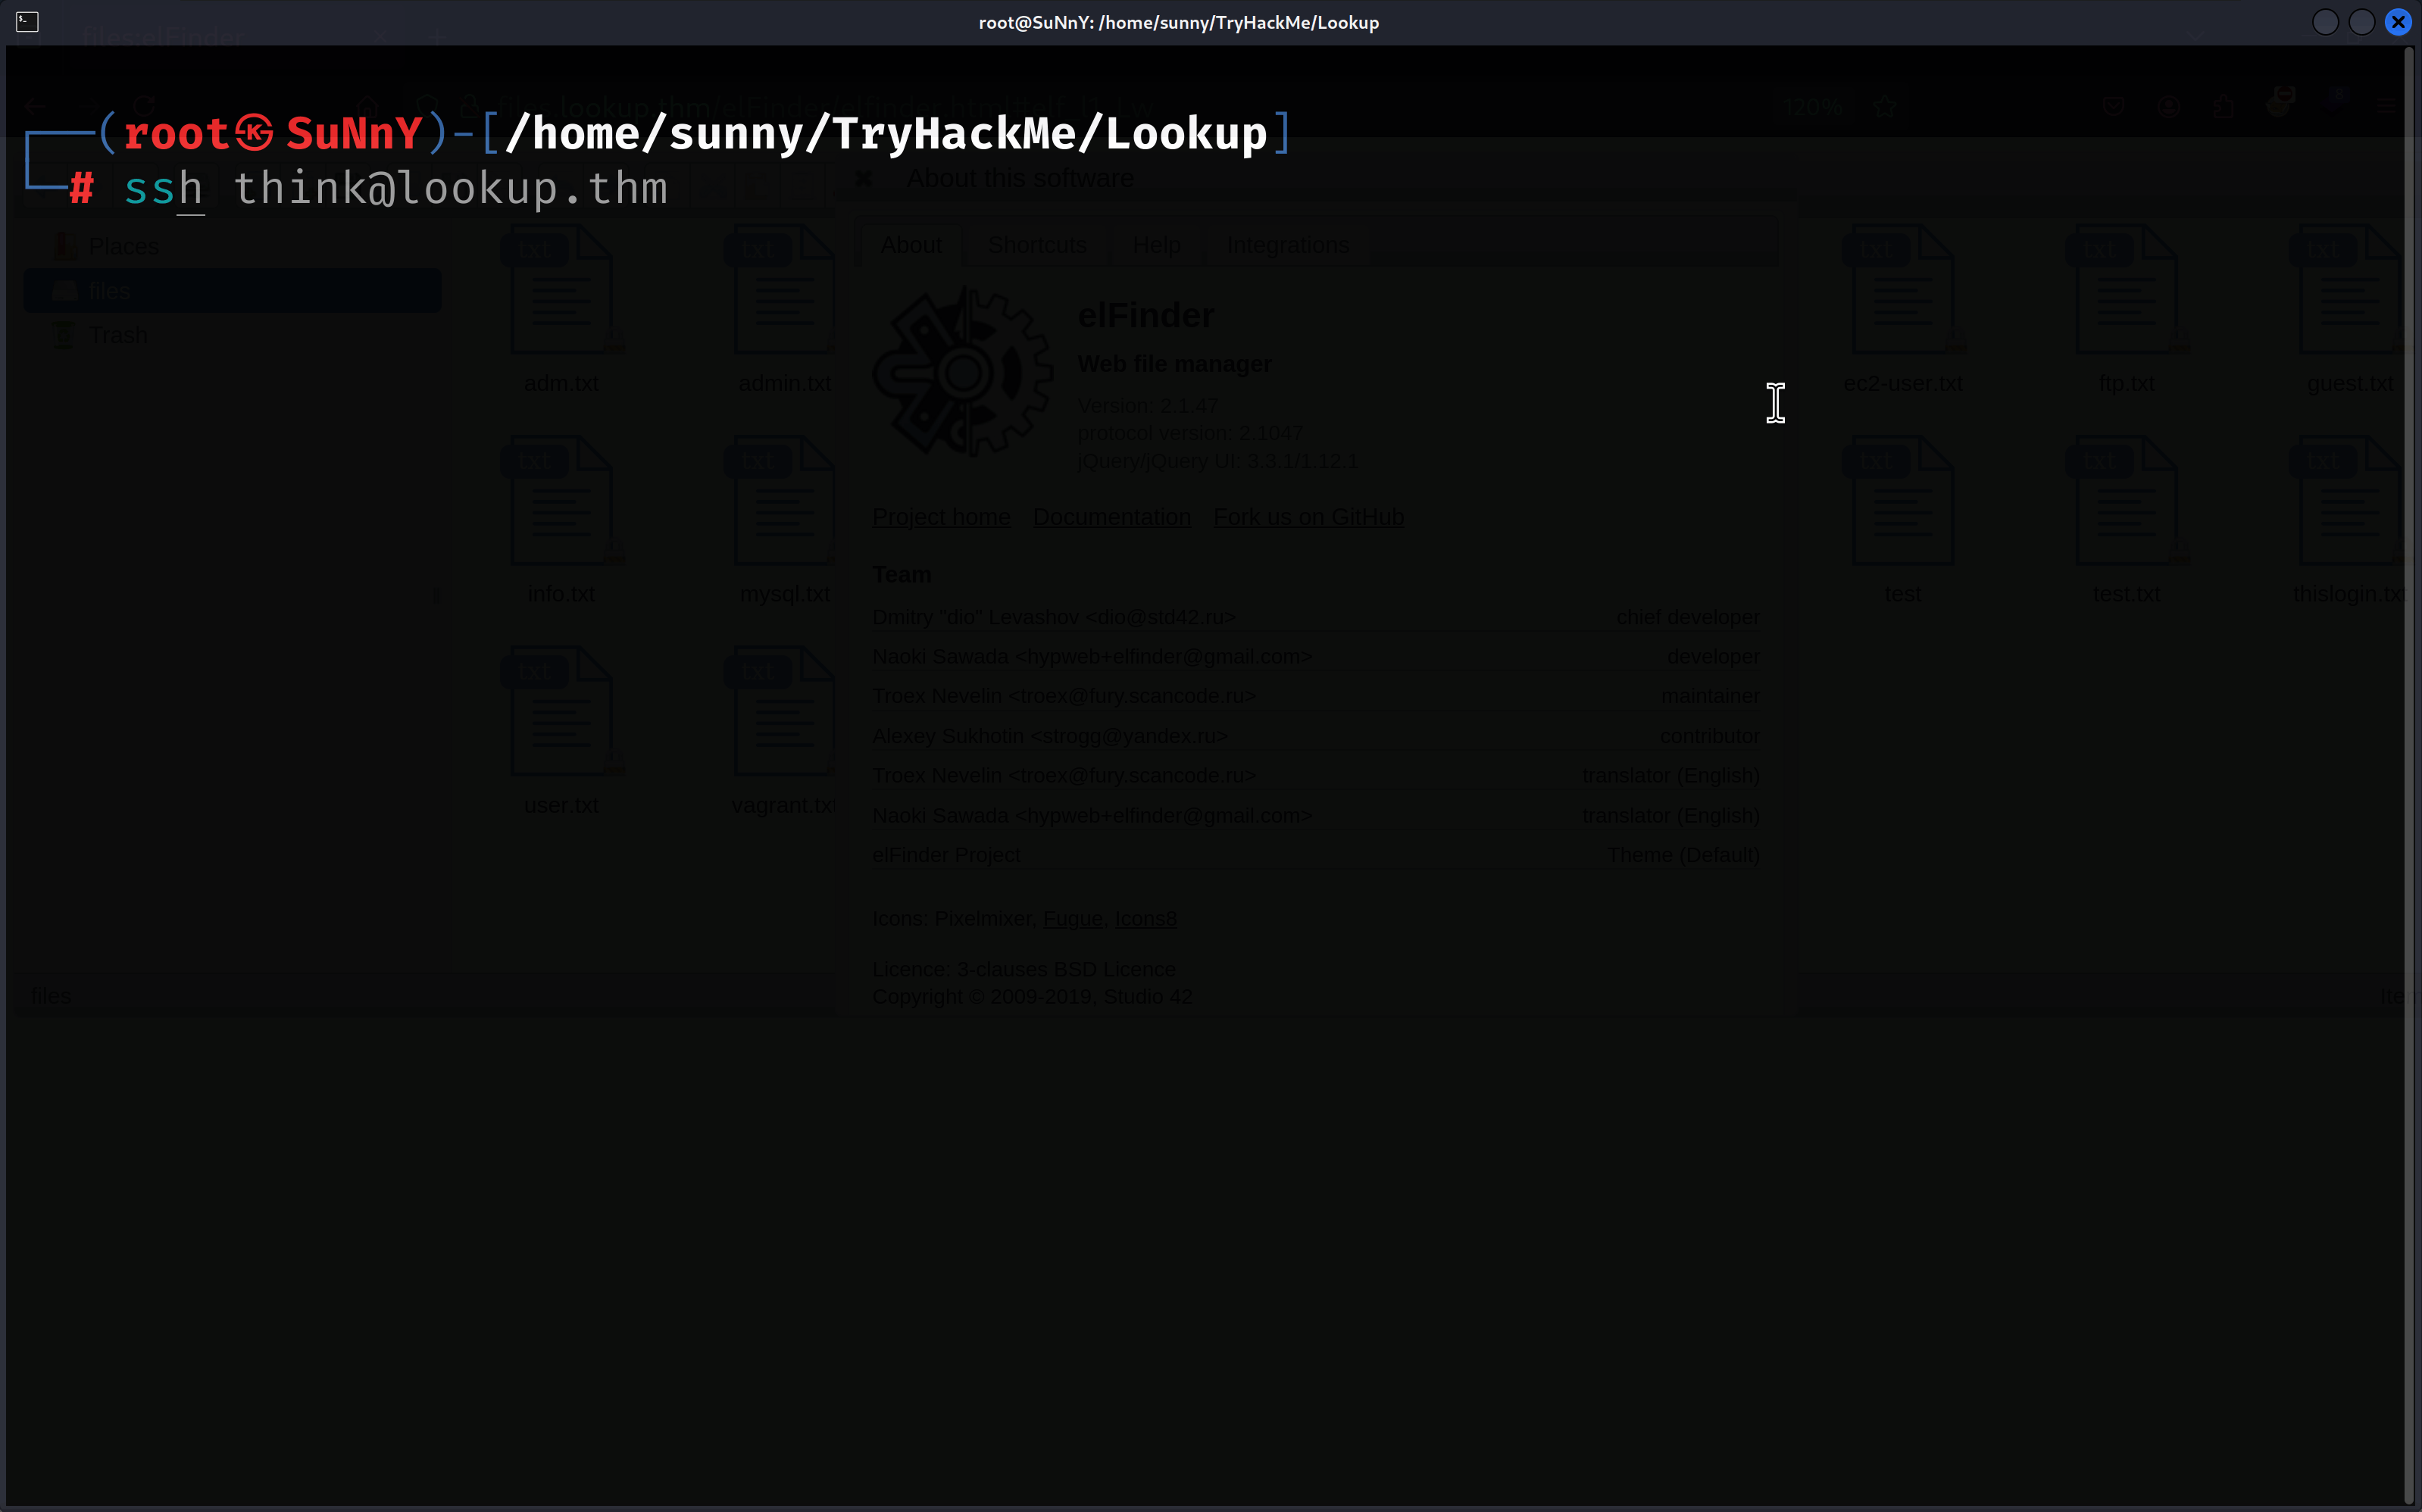 root@SuNnY: /home/sunny/TryHackMe/Lookup
files:elFinder
files.lookup.thm/elFinder/elfinder.html#elf_l1_Lw
120%
(root㉿SuNnY)-[/home/sunny/TryHackMe/Lookup]
# ssh think@lookup.thm
About this software
Places
files
Trash
txt
txt
About
Shortcuts
Help
Integrations
txt
txt
txt
adm.txt
admin.txt
elFinder
Web file manager
Version: 2.1.47
protocol version: 2.1047
jQuery/jQuery UI: 3.3.1/1.12.1
ec2-user.txt
ftp.txt
guest.txt
txt
txt
txt
txt
txt
info.txt
mysql.txt
Project home
Documentation
Fork us on GitHub
Team
test
test.txt
Dmitry "dio" Levashov <dio@std42.ru>
chief developer
Naoki Sawada <hypweb+elfinder@gmail.com>
developer
Troex Nevelin <troex@fury.scancode.ru>
maintainer
Alexey Sukhotin <strogg@yandex.ru>
contributor
Troex Nevelin <troex@fury.scancode.ru>
translator (English)
Naoki Sawada <hypweb+elfinder@gmail.com>
translator (English)
elFinder Project
Theme (Default)
txt
txt
user.txt
Icons: Pixelmixer, Fugue, Icons8
Licence: 3-clauses BSD Licence
Copyright © 2009-2019, Studio 42
files